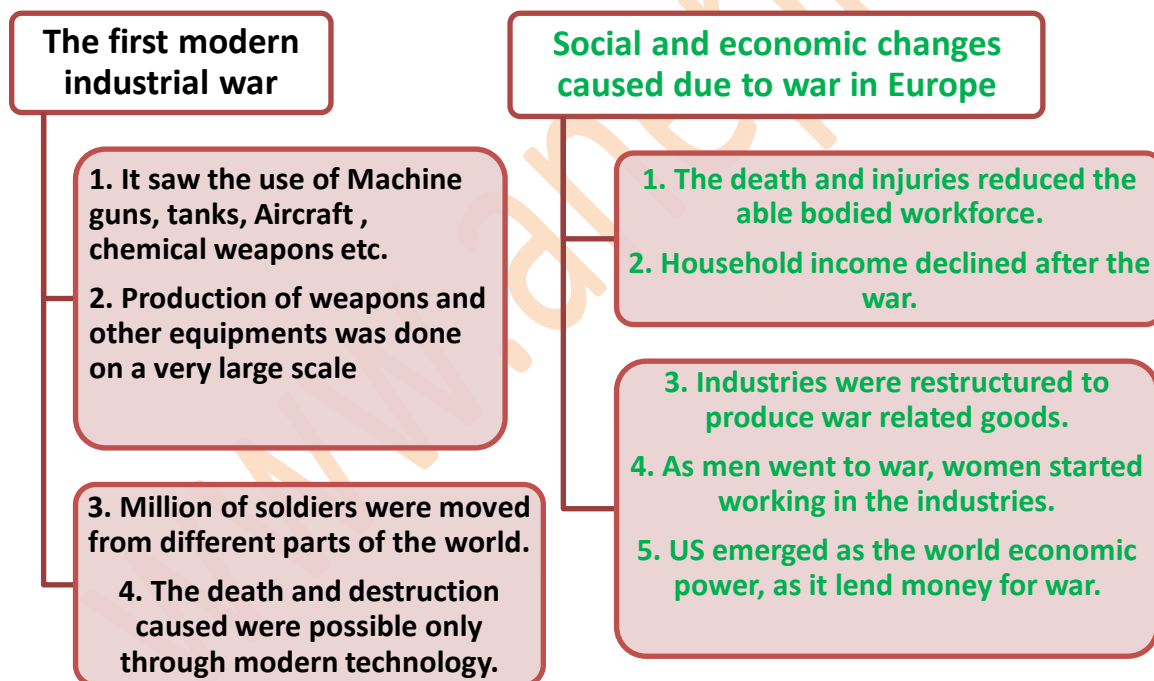 The first modern
industrial war
1. It saw the use of Machine
guns, tanks, Aircraft ,
chemical weapons etc.
2. Production of weapons and
other equipments was done
on a very large scale
3. Million of soldiers were moved
from different parts of the world.
4. The death and destruction
caused were possible only
through modern technology.
Social and economic changes
caused due to war in Europe
1. The death and injuries reduced the
able bodied workforce.
2. Household income declined after the
war.
3. Industries were restructured to
produce war related goods.
4. As men went to war, women started
working in the industries.
5. US emerged as the world economic
power, as it lend money for war.